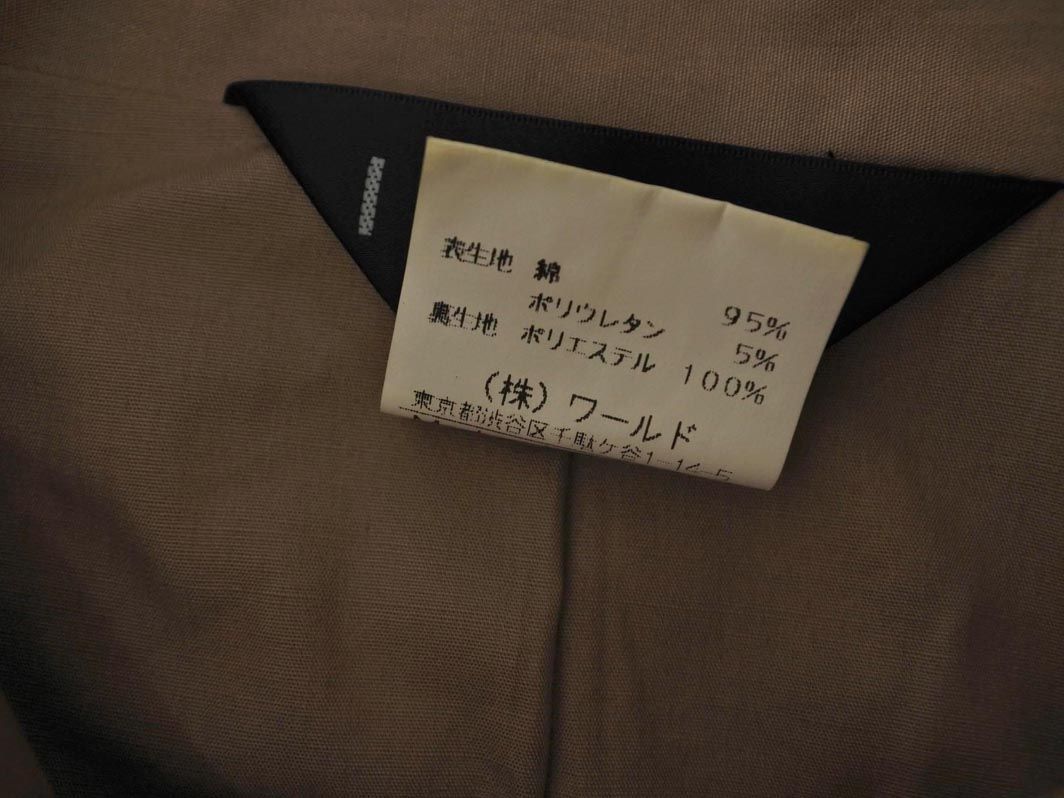 表生地 綿 95%
ポリウレタン 5%
裏生地 ポリエステル 100%
(株) ワールド
東京都渋谷区千駄ケ谷1-14-5